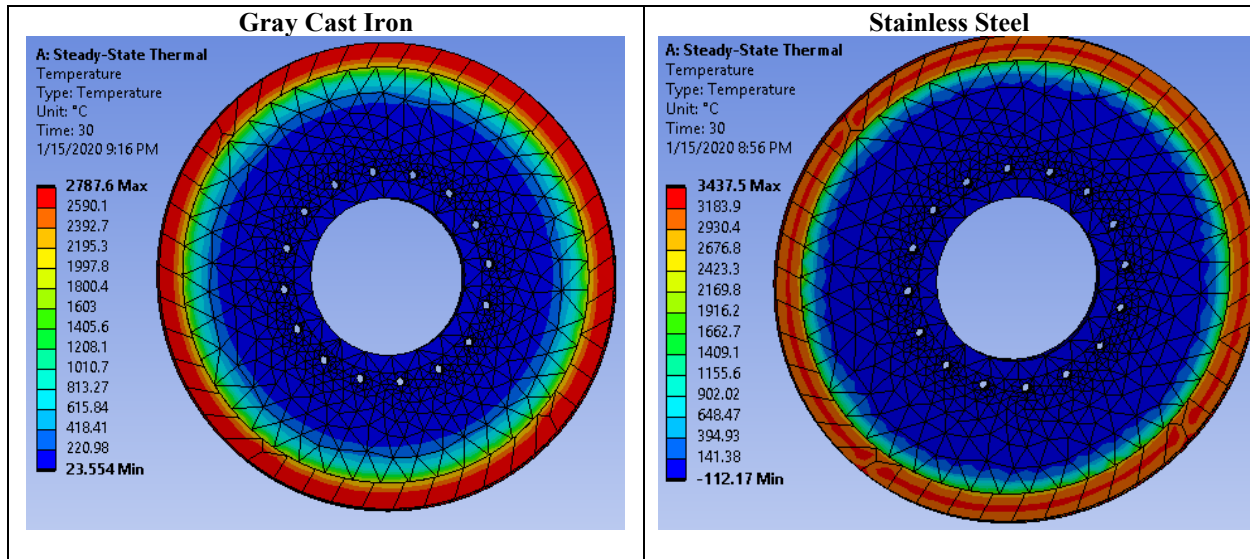 Gray Cast Iron
A: Steady-State Thermal
Temperature
Type: Temperature
Unit: °C
Time: 30
1/15/2020 9:16 PM
2787.6 Max
2590.1
2392.7
2195.3
1997.8
1800.4
1603
1405.6
1208.1
1010.7
813.27
615.84
418.41
220.98
23.554 Min
Stainless Steel
A: Steady-State Thermal
Temperature
Type: Temperature
Unit: °C
Time: 30
1/15/2020 8:56 PM
3437.5 Max
3183.9
2930.4
2676.8
2423.3
2169.8
1916.2
1662.7
1409.1
1155.6
902.02
648.47
394.93
141.38
-112.17 Min